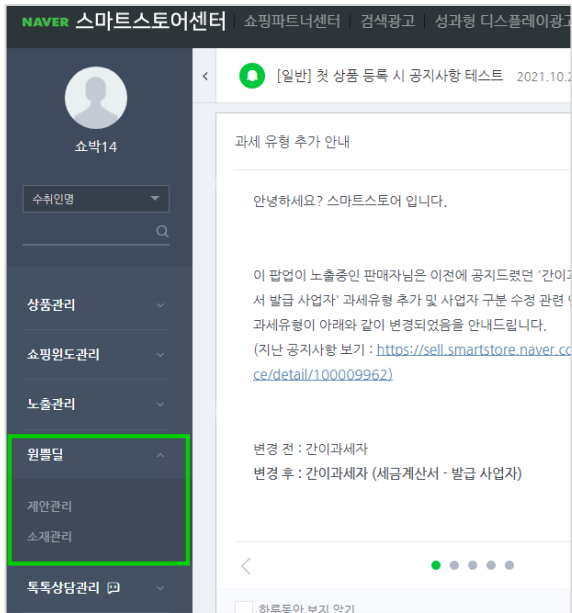 NAVER 스마트스토어센터 쇼핑파트너센터 검색광고 성과형 디스플레이광고
[일반] 첫 상품 등록 시 공지사항 테스트 2021.10.2
쇼박14
수취인명
상품관리
쇼핑윈도관리
노출관리
원쁠딜
제안관리
소재관리
톡톡상담관리
과세 유형 추가 안내
안녕하세요? 스마트스토어 입니다.
이 팝업이 노출중인 판매자님은 이전에 공지드렸던 '간이
서 발급 사업자' 과세유형 추가 및 사업자 구분 수정 관련
과세유형이 아래와 같이 변경되었음을 안내드립니다.
(지난 공지사항 보기 : https://sell.smartstore.naver.co
ce/detail/100009962)
변경 전 : 간이과세자
변경 후 : 간이과세자 (세금계산서 - 발급 사업자)
하루동안 보지 않기